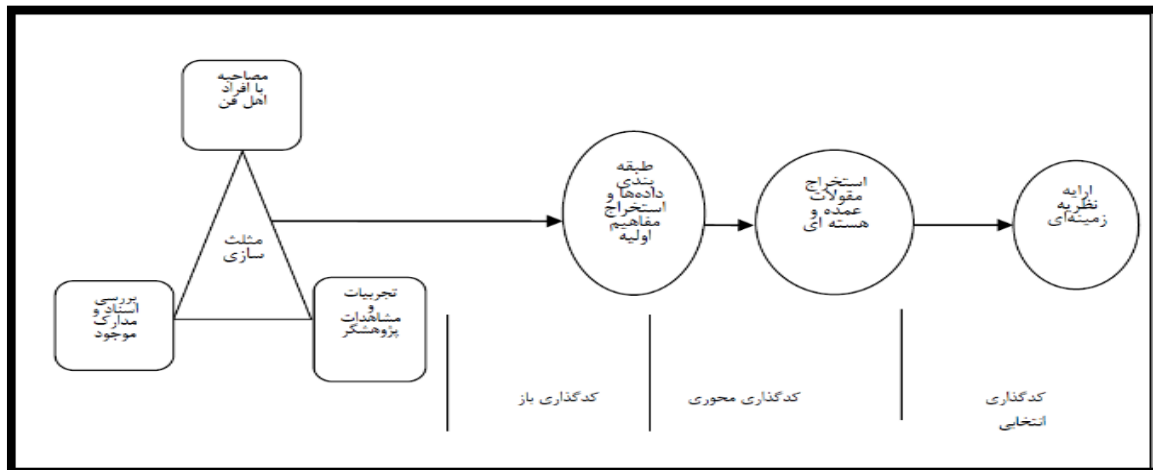 مصاحبه
با افراد
اهل فن
مثلث
سازی
بررسی
اسناد و
مدارک
موجود
تجربیات
و
مشاهدات
پژوهشگر
طبقه
بندی
داده‌ها و
استخراج
مفاهیم
اولیه
استخراج
مقولات
عمده و
هسته ای
ارایه
نظریه
زمینه‌ای
کدگذاری باز
کدگذاری محوری
کدگذاری
انتخابی